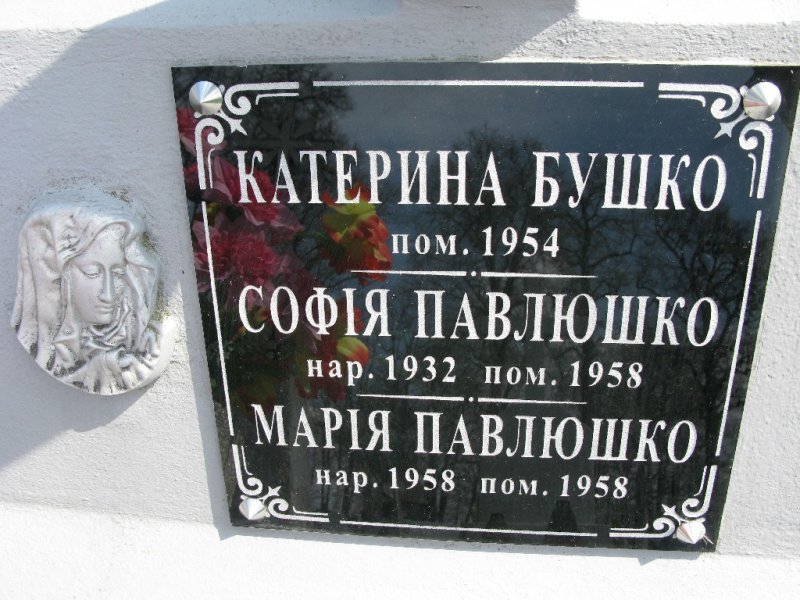 КАТЕРИНА БУШКО
пом. 1954
СОФІЯ ПАВЛЮШКО
нар. 1932 пом. 1958
МАРІЯ ПАВЛЮШКО
нар. 1958 пом. 1958